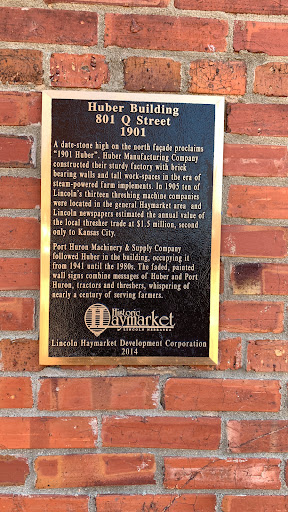 Huber Building
801 Q Street
1901
A date-stone high on the north façade proclaims
"1901 Huber". Huber Manufacturing Company
constructed their sturdy factory with brick
bearing walls and tall work-spaces in the era of
steam-powered farm implements. In 1905 ten of
Lincoln's thirteen threshing machine companies
were located in the general Haymarket area and
Lincoln newspapers estimated the annual value of
the local thresher trade at $1.5 million, second
only to Kansas City.
Port Huron Machinery & Supply Company
followed Huber in the building, occupying it
from 1941 until the 1980s. The faded, painted
wall signs combine messages of Huber and Port
Huron, tractors and threshers, whispering of
nearly a century of serving farmers.
Historic
Haymarket
LINCOLN NEBRASKA
Lincoln Haymarket Development Corporation
2014